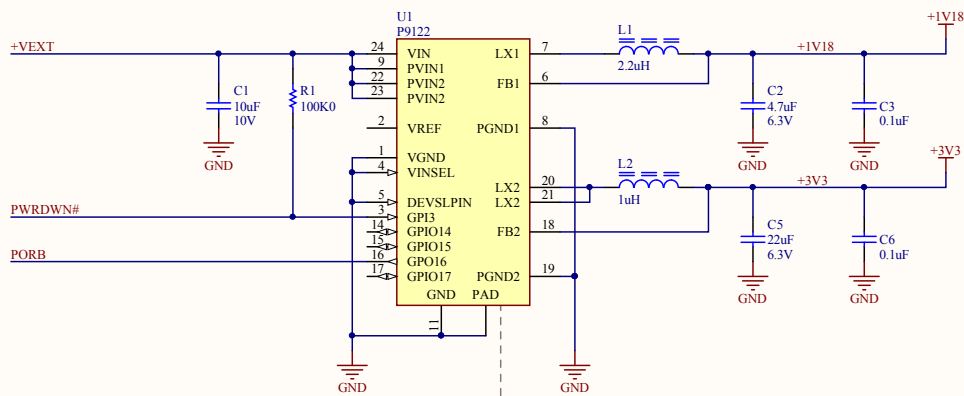 U1
P9122
+VEXT
24 VIN
9 PVIN1
22 PVIN2
23 PVIN2
2 VREF
1 VGND
4 VINSEL
5 DEVSLPIN
3 GPI3
14 GPIO14
15 GPIO15
16 GPO16
17 GPIO17
GND PAD
11
LX1 7
FB1 6
PGND1 8
LX2 20
LX2 21
FB2 18
PGND2 19
C1
10uF
10V
GND
R1
100K0
PWRDWN#
PORB
GND
L1
2.2uH
+1V18
+1V18
C2
4.7uF
6.3V
GND
C3
0.1uF
GND
L2
1uH
+3V3
+3V3
C5
22uF
6.3V
GND
C6
0.1uF
GND
GND